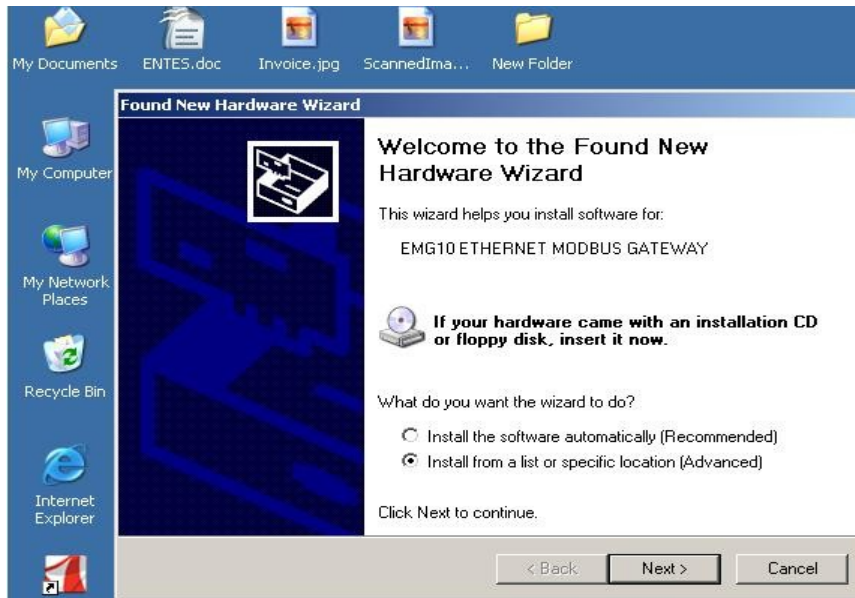 My Documents
ENTES.doc
Invoice.jpg
ScannedIma...
New Folder
My Computer
My Network
Places
Recycle Bin
Internet
Explorer
Found New Hardware Wizard
Welcome to the Found New
Hardware Wizard
This wizard helps you install software for:
EMG10 ETHERNET MODBUS GATEWAY
If your hardware came with an installation CD
or floppy disk, insert it now.
What do you want the wizard to do?
Install the software automatically (Recommended)
Install from a list or specific location (Advanced)
Click Next to continue.
< Back
Next >
Cancel